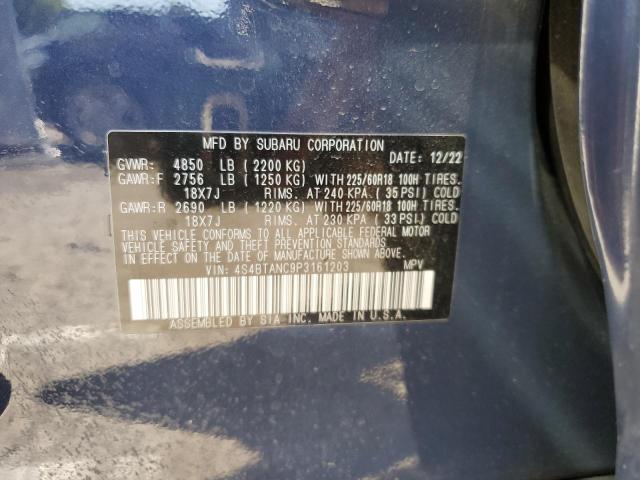 MFD BY SUBARU CORPORATION
GVWR: 4850 LB (2200 KG) DATE: 12/22
GAWR:F 2756 LB (1250 KG) WITH 225/60R18 100H TIRES.
18X7J RIMS. AT 240 KPA (35 PSI) COLD
GAWR:R 2690 LB (1220 KG) WITH 225/60R18 100H TIRES.
18X7J RIMS. AT 230 KPA (33 PSI) COLD
THIS VEHICLE CONFORMS TO ALL APPLICABLE FEDERAL MOTOR
VEHICLE SAFETY AND THEFT PREVENTION STANDARDS IN EFFECT
ON THE DATE OF MANUFACTURE SHOWN ABOVE.
VIN: 4S4BTANC9P3161203 MPV
ASSEMBLED BY SIA INC. MADE IN U.S.A.